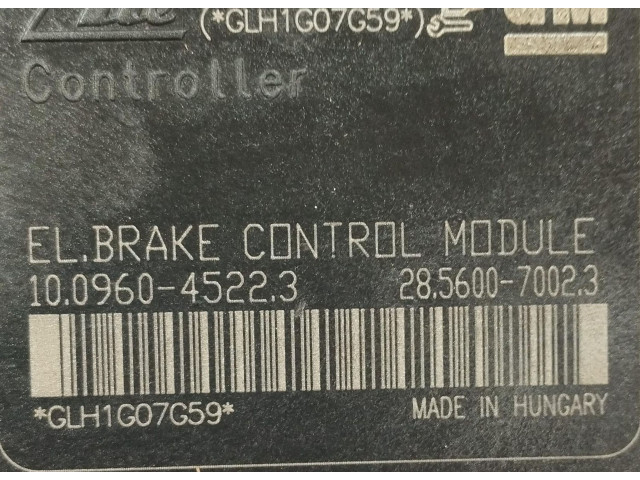 (*GLH1G07G59*)
Controller
EL.BRAKE CONTROL MODULE
10.0960-4522.3 28.5600-7002.3
*GLH1G07G59* MADE IN HUNGARY